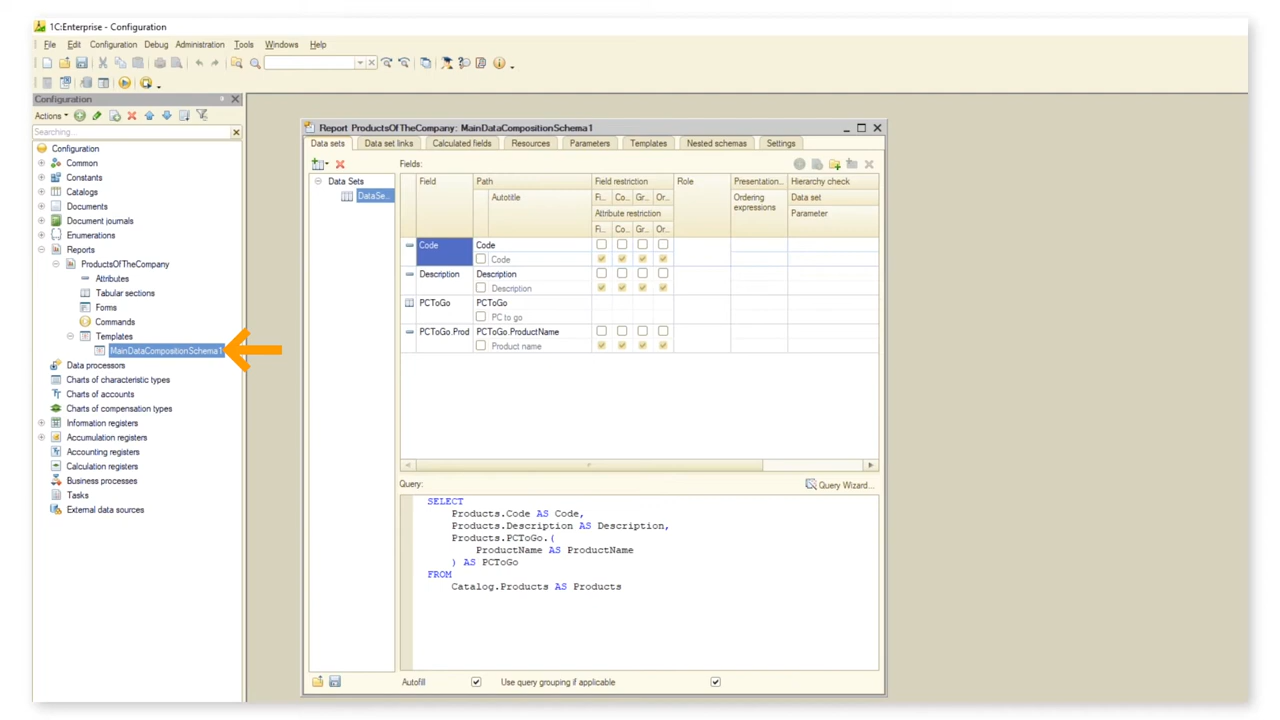 1C:Enterprise - Configuration
File Edit Configuration Debug Administration Tools Windows Help
Configuration
Actions
Searching...
Configuration
Common
Constants
Catalogs
Documents
Document journals
Enumerations
Reports
ProductsOfTheCompany
Attributes
Tabular sections
Forms
Commands
Templates
MainDataCompositionSchema1
Data processors
Charts of characteristic types
Charts of accounts
Charts of compensation types
Information registers
Accumulation registers
Accounting registers
Calculation registers
Business processes
Tasks
External data sources
Report ProductsOfTheCompany: MainDataCompositionSchema1
Data sets Data set links Calculated fields Resources Parameters Templates Nested schemas Settings
Data Sets
DataSe...
Fields:
Field Path Field restriction Role Presentation... Hierarchy check
Autotitle Fi... Co... Gr... Or... Ordering expressions Data set
Attribute restriction Parameter
Fi... Co... Gr... Or...
Code Code
Code
Description Description
Description
PCToGo PCToGo
PC to go
PCToGo.Prod PCToGo.ProductName
Product name
Query: Query Wizard...
SELECT
Products.Code AS Code,
Products.Description AS Description,
Products.PCToGo.(
ProductName AS ProductName
) AS PCToGo
FROM
Catalog.Products AS Products
Autofill Use query grouping if applicable